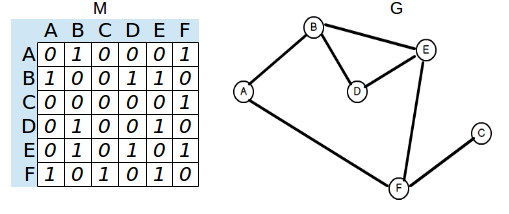 M
A B C D E F
A 0 1 0 0 0 1
B 1 0 0 1 1 0
C 0 0 0 0 0 1
D 0 1 0 0 1 0
E 0 1 0 1 0 1
F 1 0 1 0 1 0
G
B
E
A
D
C
F